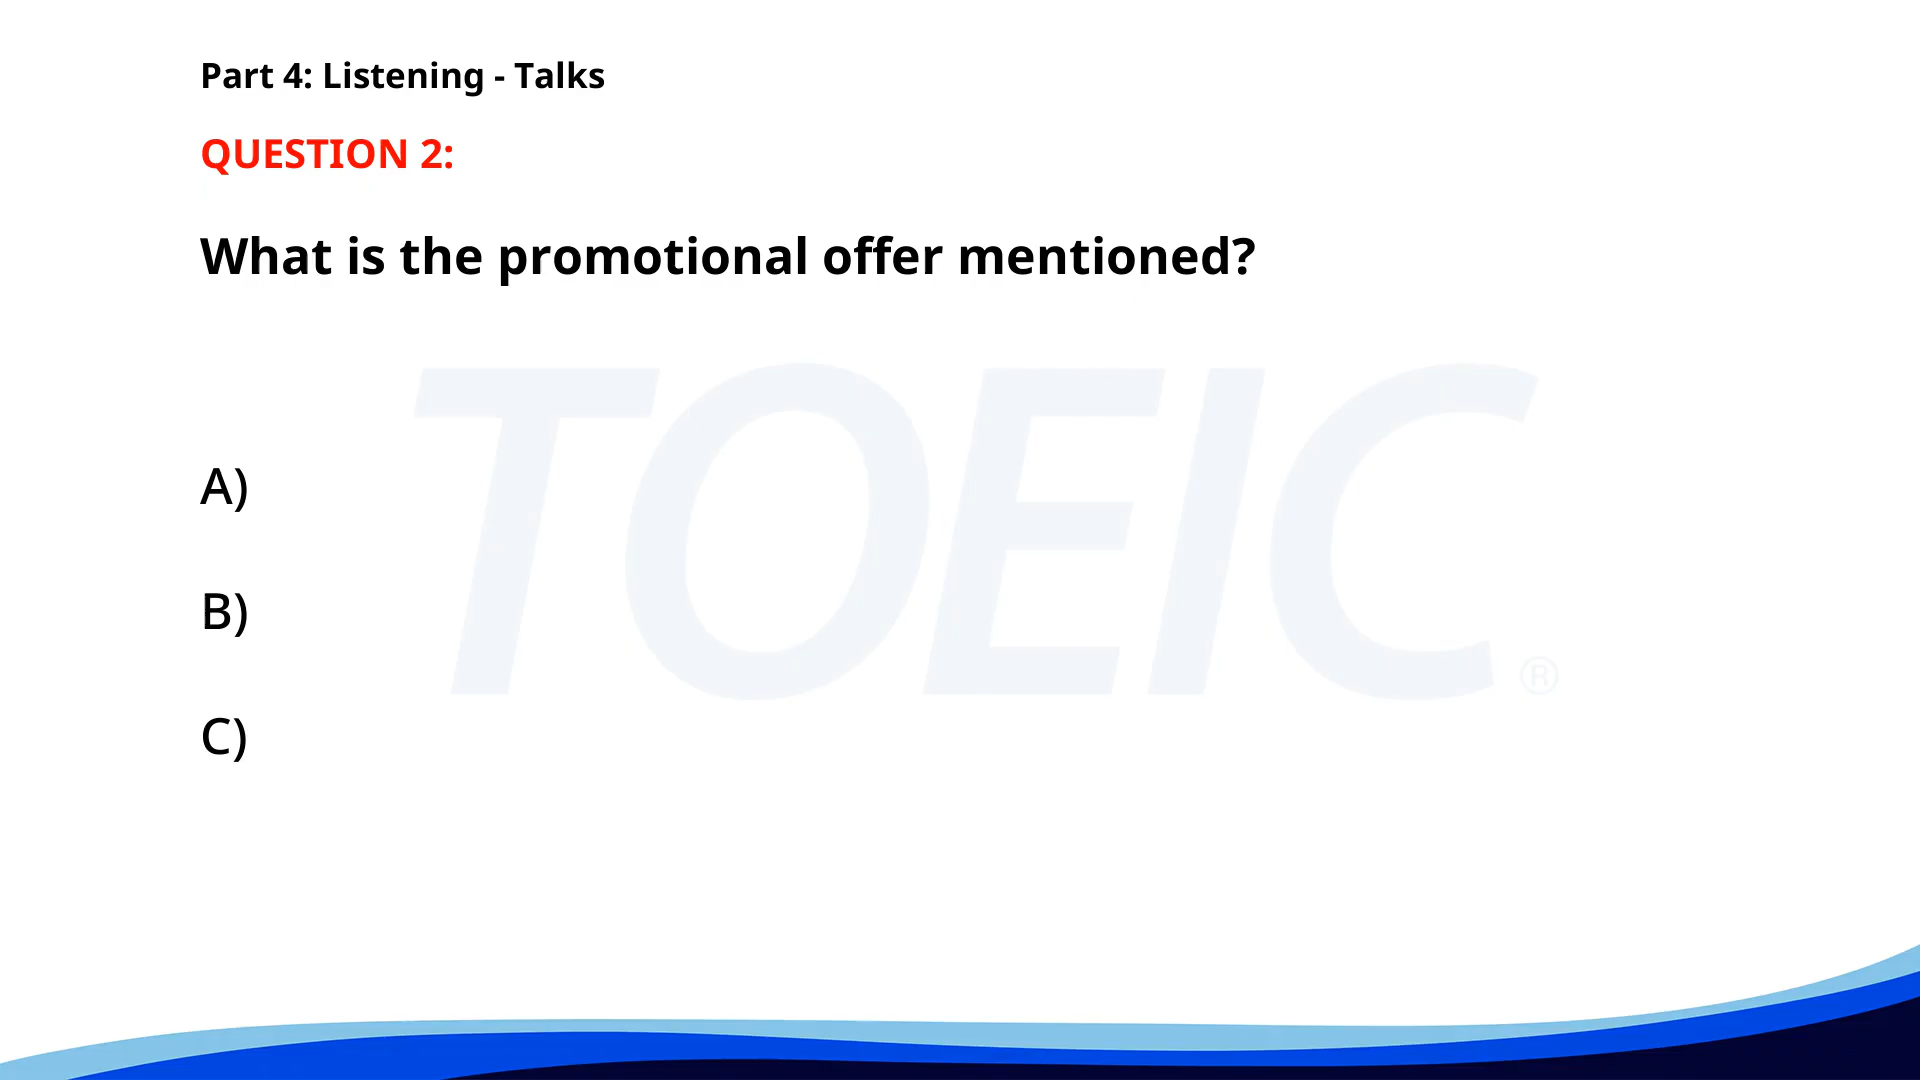 Part 4: Listening - Talks
QUESTION 2:
What is the promotional offer mentioned?
TOEIC®
A)
B)
C)